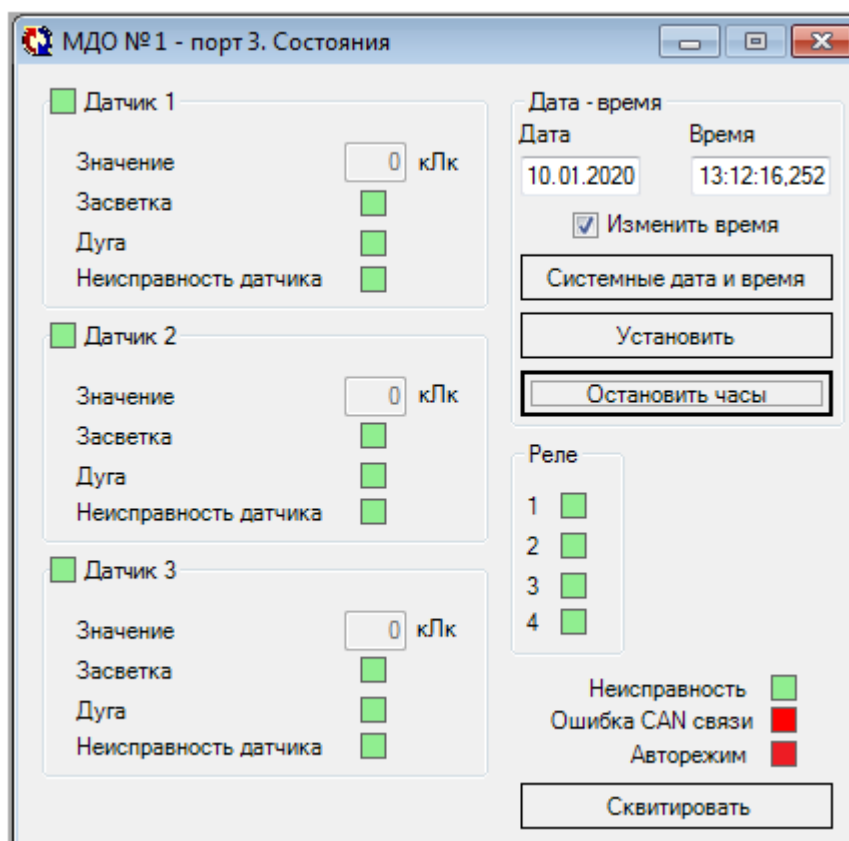 МДО № 1 - порт 3. Состояния
Датчик 1
Значение 0 кЛк
Засветка
Дуга
Неисправность датчика
Датчик 2
Значение 0 кЛк
Засветка
Дуга
Неисправность датчика
Датчик 3
Значение 0 кЛк
Засветка
Дуга
Неисправность датчика
Дата - время
Дата Время
10.01.2020 13:12:16,252
Изменить время
Системные дата и время
Установить
Остановить часы
Реле
1
2
3
4
Неисправность
Ошибка CAN связи
Авторежим
Сквитировать